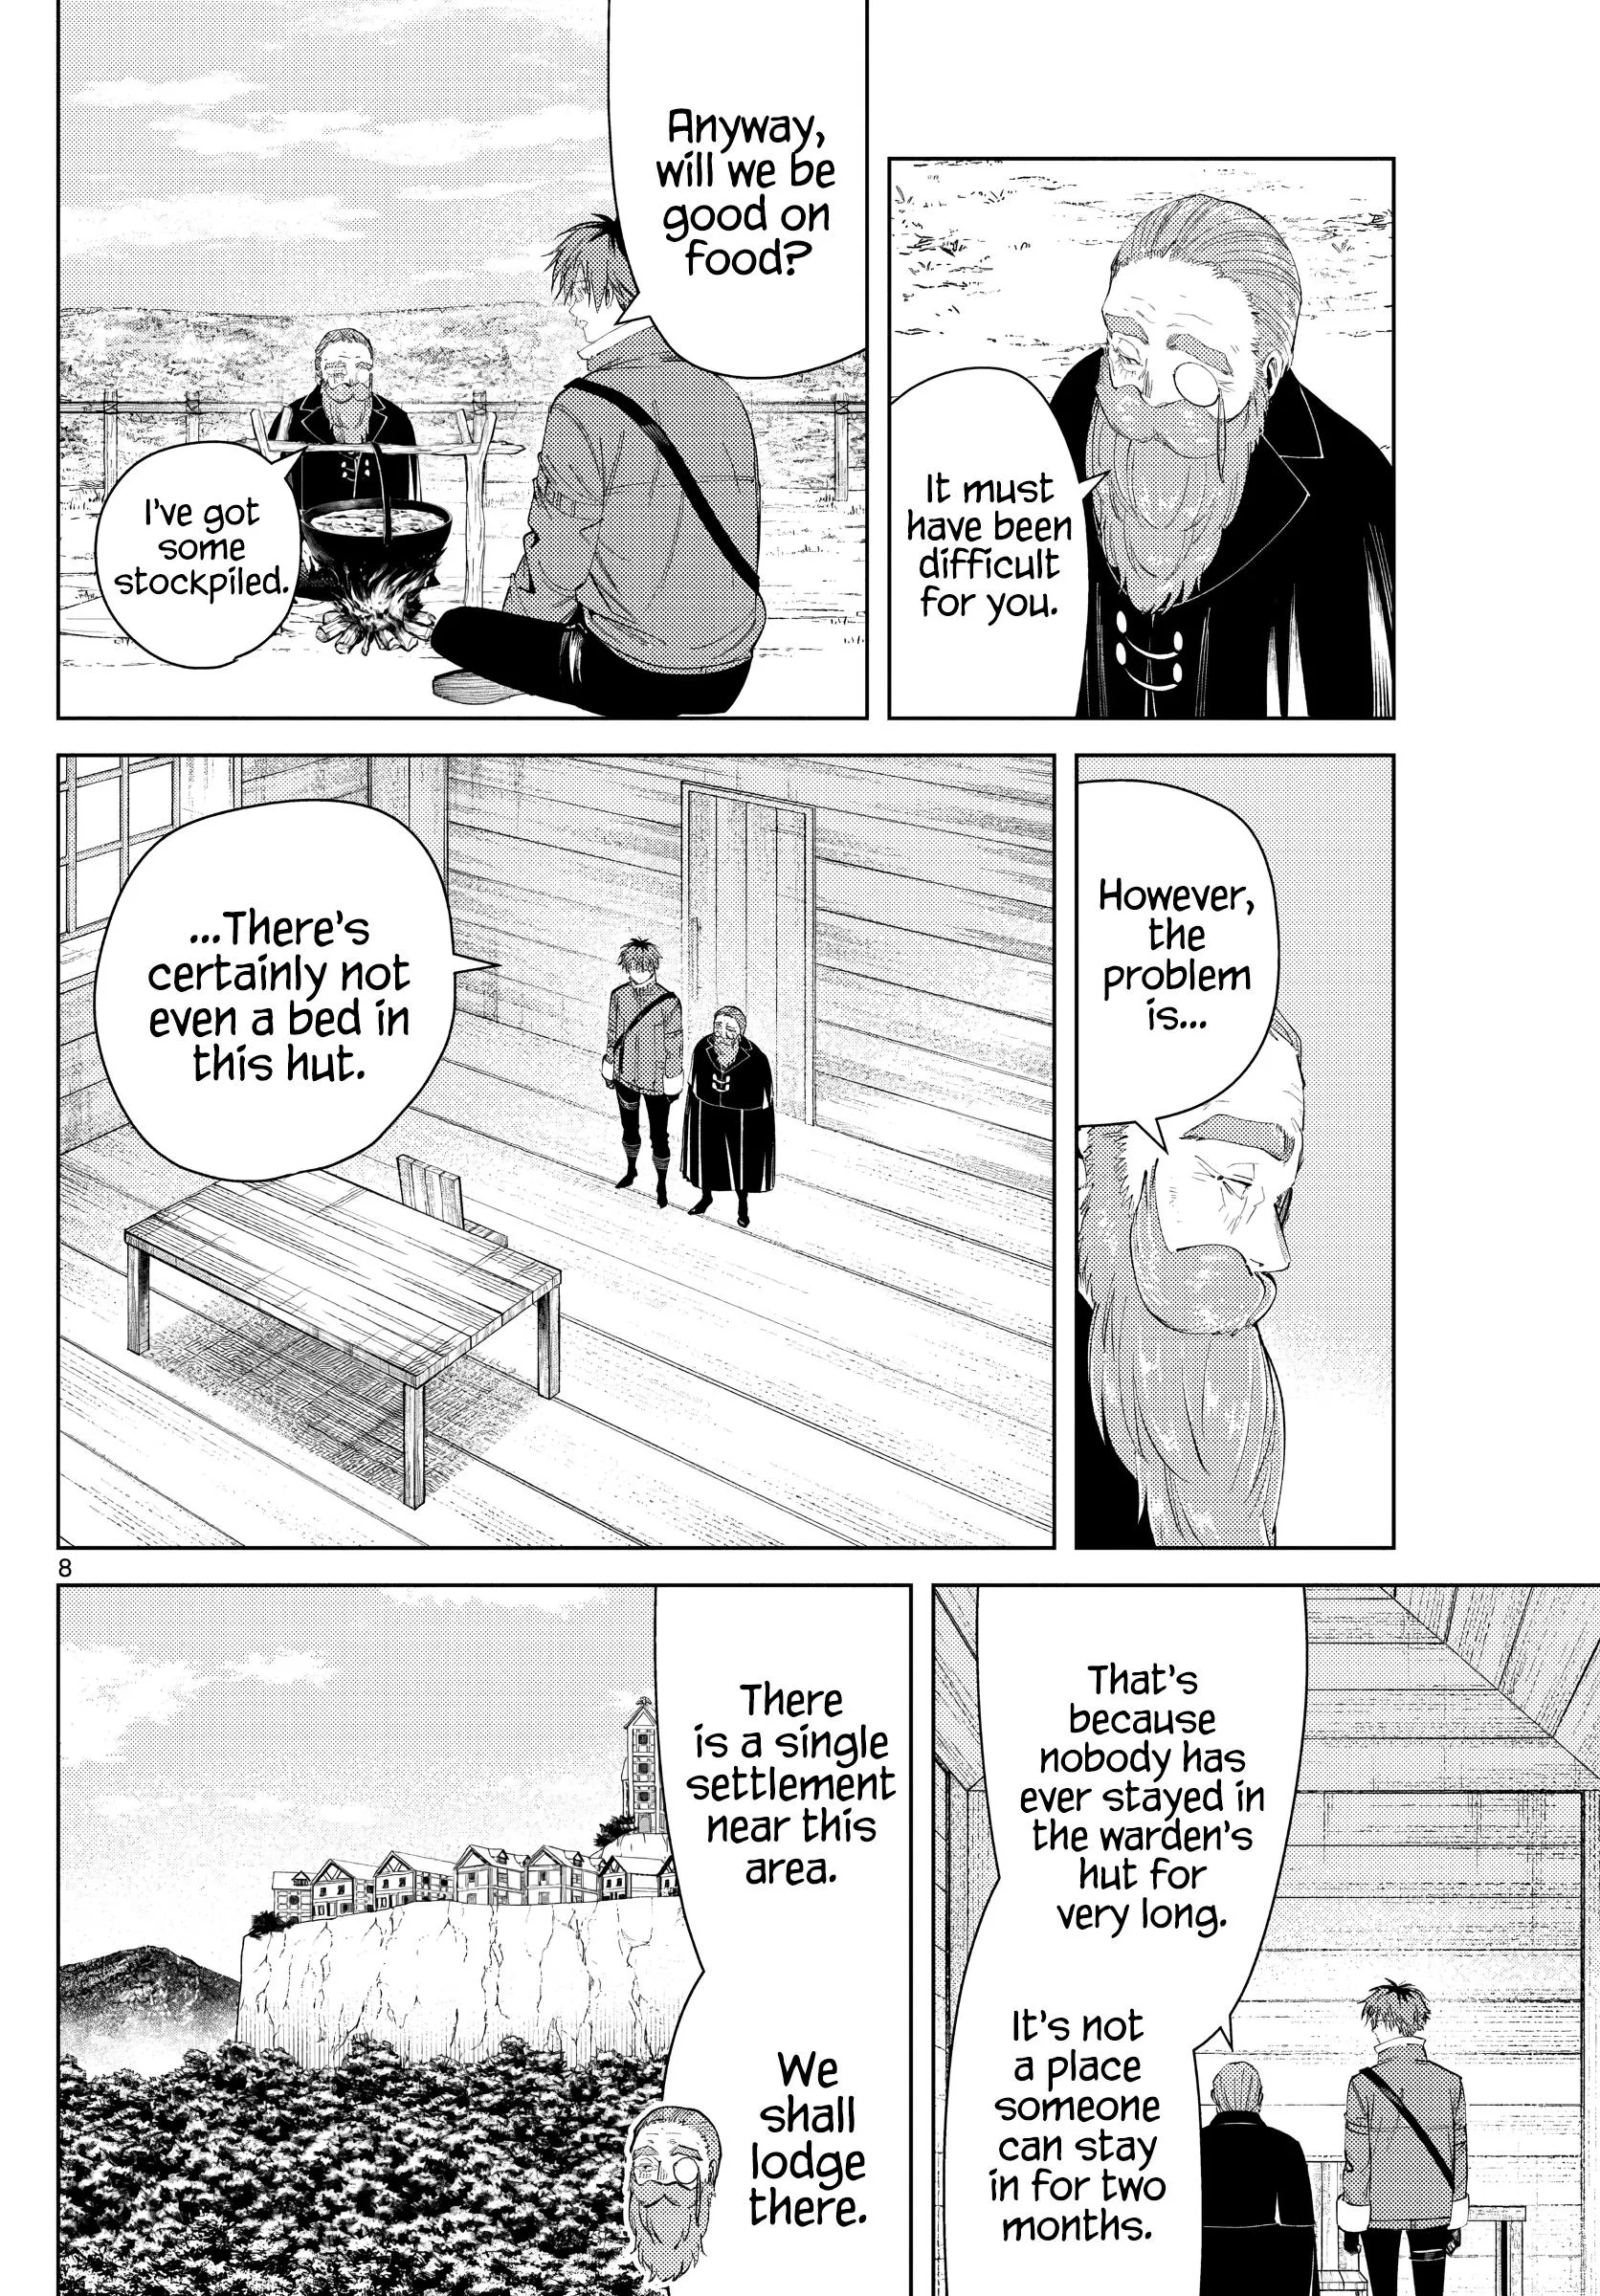 It must
have been
difficult
for you.
Anyway,
will we be
good on
food?
I've got
some
stockpiled.
However,
the
problem
is...
...There's
certainly not
even a bed in
this hut.
8
That's
because
nobody has
ever stayed in
the warden's
hut for
very long.
It's not
a place
someone
can stay
in for two
months.
There
is a single
settlement
near this
area.
We
shall
lodge
there.